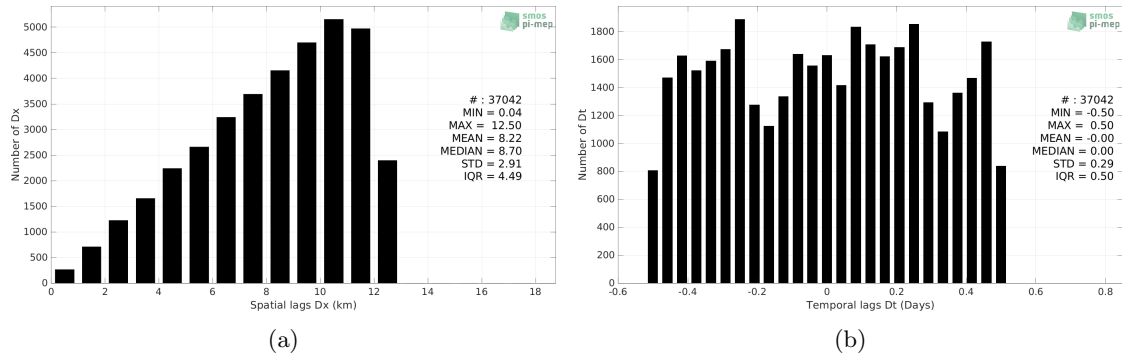 smos
pi-mep
5000
4500
4000
3500
3000
2500
2000
1500
1000
500
0
Number of Dx
# : 37042
MIN = 0.04
MAX = 12.50
MEAN = 8.22
MEDIAN = 8.70
STD = 2.91
IQR = 4.49
0 2 4 6 8 10 12 14 16 18
Spatial lags Dx (km)
(a)
smos
pi-mep
1800
1600
1400
1200
1000
800
600
400
200
0
Number of Dt
# : 37042
MIN = -0.50
MAX = 0.50
MEAN = -0.00
MEDIAN = 0.00
STD = 0.29
IQR = 0.50
-0.6 -0.4 -0.2 0 0.2 0.4 0.6 0.8
Temporal lags Dt (Days)
(b)